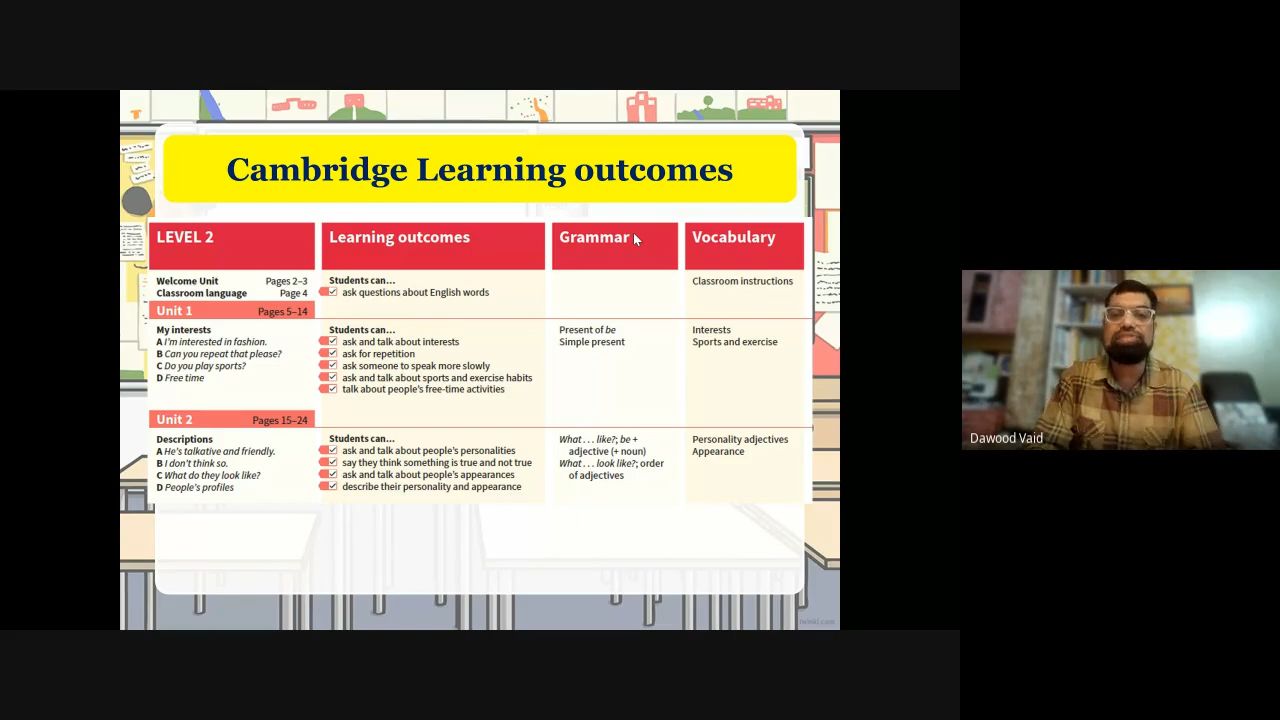 Cambridge Learning outcomes
LEVEL 2
Learning outcomes
Grammar
Vocabulary
Welcome Unit Pages 2–3
Classroom language Page 4
Students can…
ask questions about English words
Classroom instructions
Unit 1 Pages 5–14
My interests
A I'm interested in fashion.
B Can you repeat that please?
C Do you play sports?
D Free time
Students can…
ask and talk about interests
ask for repetition
ask someone to speak more slowly
ask and talk about sports and exercise habits
talk about people's free-time activities
Present of be
Simple present
Interests
Sports and exercise
Unit 2 Pages 15–24
Descriptions
A He's talkative and friendly.
B I don't think so.
C What do they look like?
D People's profiles
Students can…
ask and talk about people's personalities
say they think something is true and not true
ask and talk about people's appearances
describe their personality and appearance
What . . . like?; be +
adjective (+ noun)
What . . . look like?; order
of adjectives
Personality adjectives
Appearance
Dawood Vaid